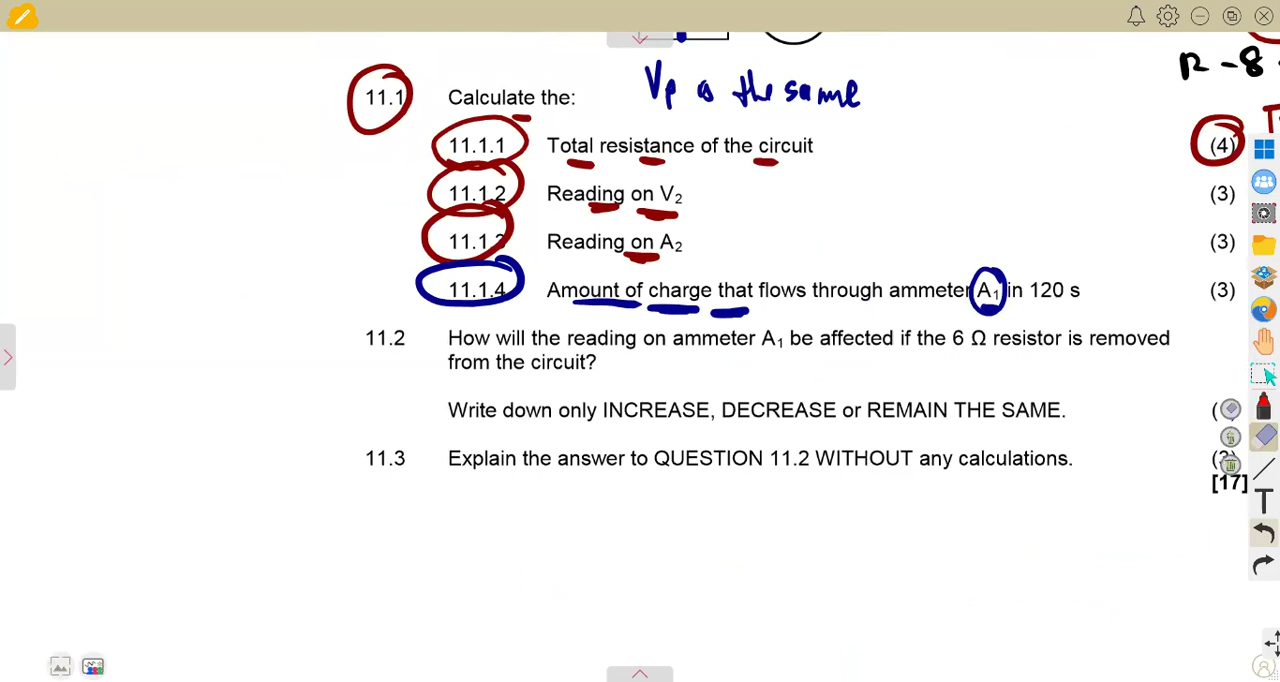 Vp is the same
R - 8
11.1 Calculate the:
11.1.1 Total resistance of the circuit (4)
11.1.2 Reading on V₂ (3)
11.1.3 Reading on A₂ (3)
11.1.4 Amount of charge that flows through ammeter A₁ in 120 s (3)
11.2 How will the reading on ammeter A₁ be affected if the 6 Ω resistor is removed
from the circuit?
Write down only INCREASE, DECREASE or REMAIN THE SAME.
11.3 Explain the answer to QUESTION 11.2 WITHOUT any calculations.
[17]